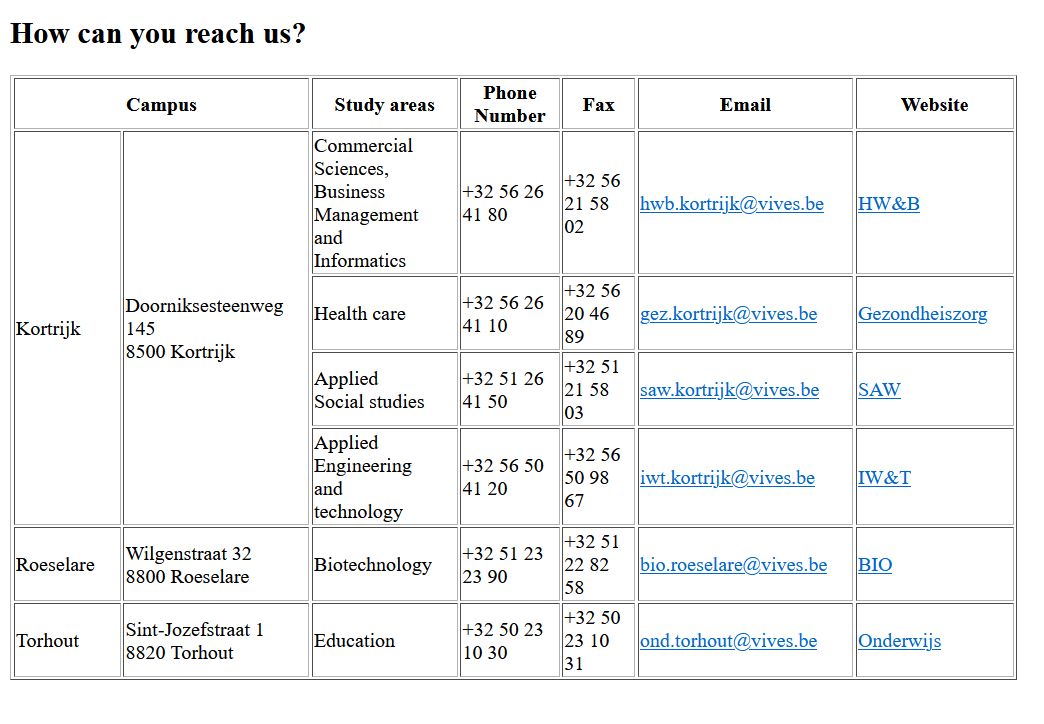 How can you reach us?
Campus
Study areas
Phone
Number
Fax
Email
Website
Kortrijk
Doorniksesteenweg
145
8500 Kortrijk
Commercial
Sciences,
Business
Management
and
Informatics
+32 56 26
41 80
+32 56
21 58
02
hwb.kortrijk@vives.be
HW&B
Health care
+32 56 26
41 10
+32 56
20 46
89
gez.kortrijk@vives.be
Gezondheiszorg
Applied
Social studies
+32 51 26
41 50
+32 51
21 58
03
saw.kortrijk@vives.be
SAW
Applied
Engineering
and
technology
+32 56 50
41 20
+32 56
50 98
67
iwt.kortrijk@vives.be
IW&T
Roeselare
Wilgenstraat 32
8800 Roeselare
Biotechnology
+32 51 23
23 90
+32 51
22 82
58
bio.roeselare@vives.be
BIO
Torhout
Sint-Jozefstraat 1
8820 Torhout
Education
+32 50 23
10 30
+32 50
23 10
31
ond.torhout@vives.be
Onderwijs